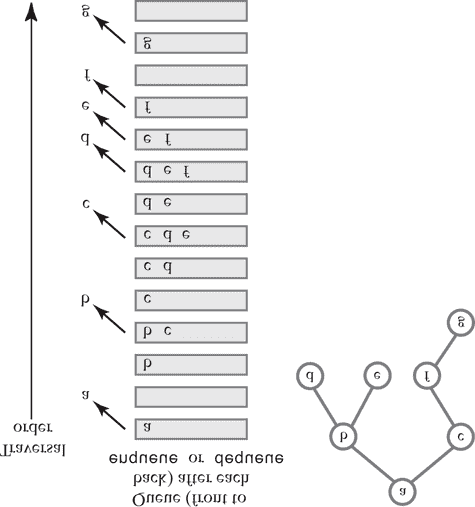 Queue (front to
back) after each
enqueue or dequeue
Traversal
order
a
a
b
b c
b c
c d
c d e
c d e
d e f
d e f
e f
f
g
g
a
b c
d e f
g